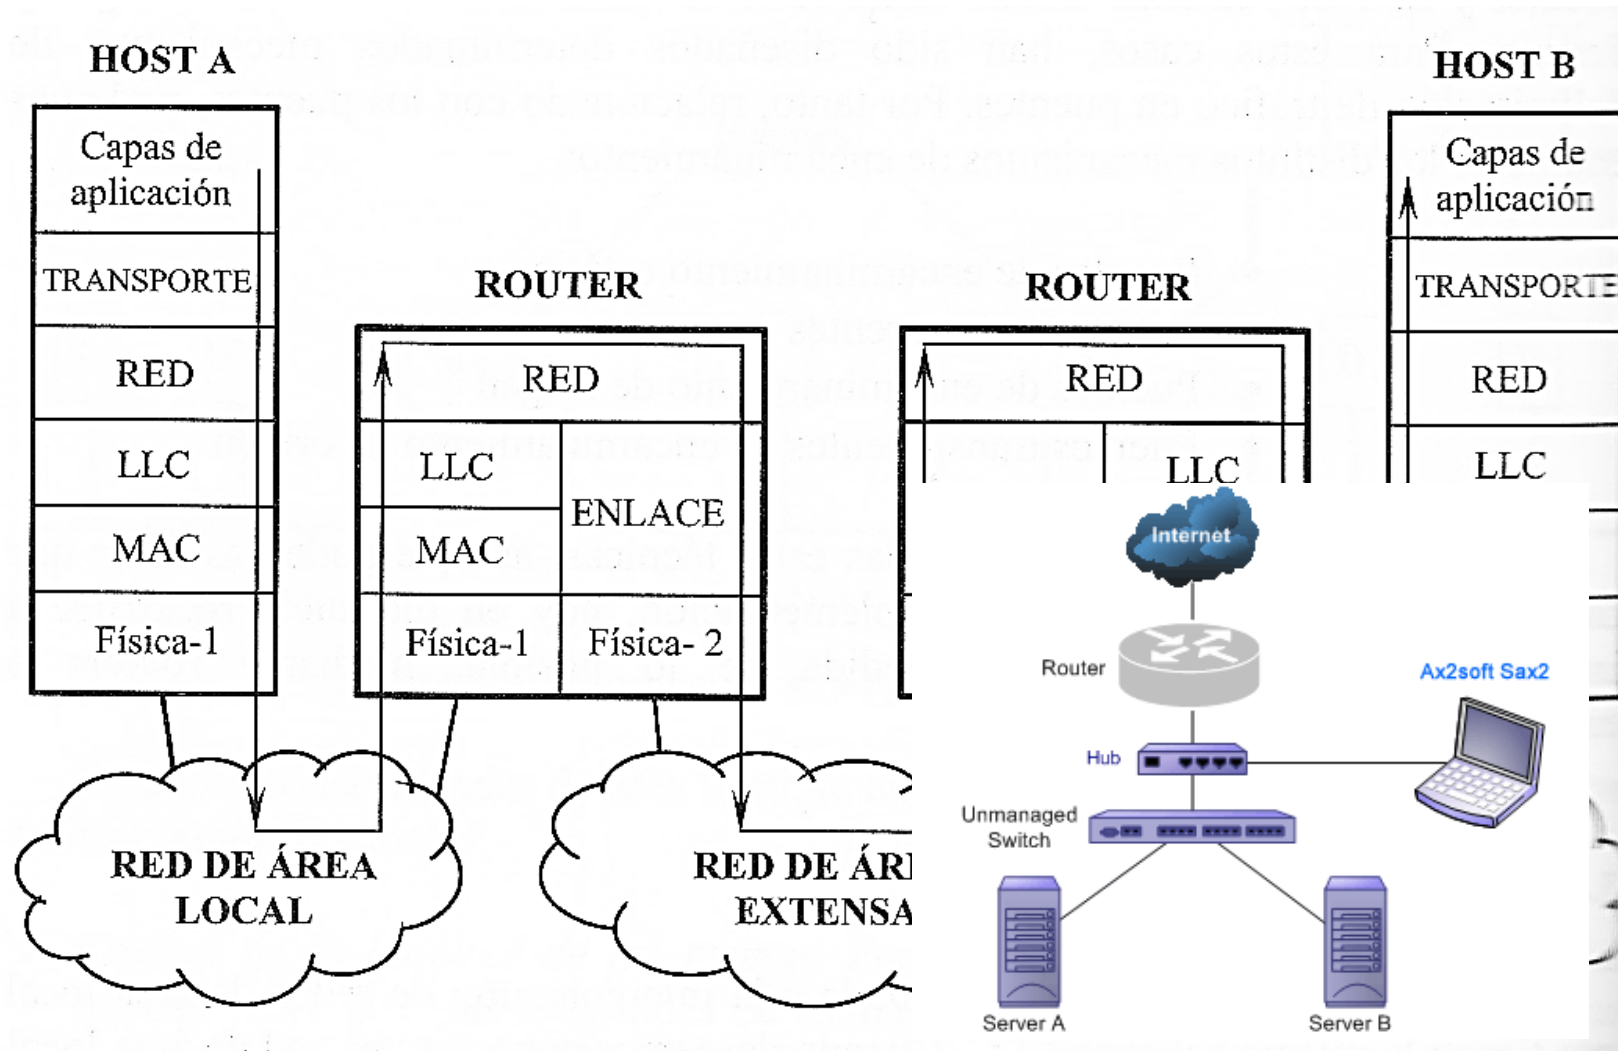 HOST A
Capas de
aplicación
TRANSPORTE
RED
LLC
MAC
Física-1
ROUTER
RED
LLC
ENLACE
MAC
Física-1
Física- 2
ROUTER
RED
LLC
HOST B
Capas de
aplicación
TRANSPORTE
RED
LLC
RED DE ÁREA
LOCAL
RED DE ÁR
EXTENSA
Internet
Router
Ax2soft Sax2
Hub
Unmanaged
Switch
Server A
Server B